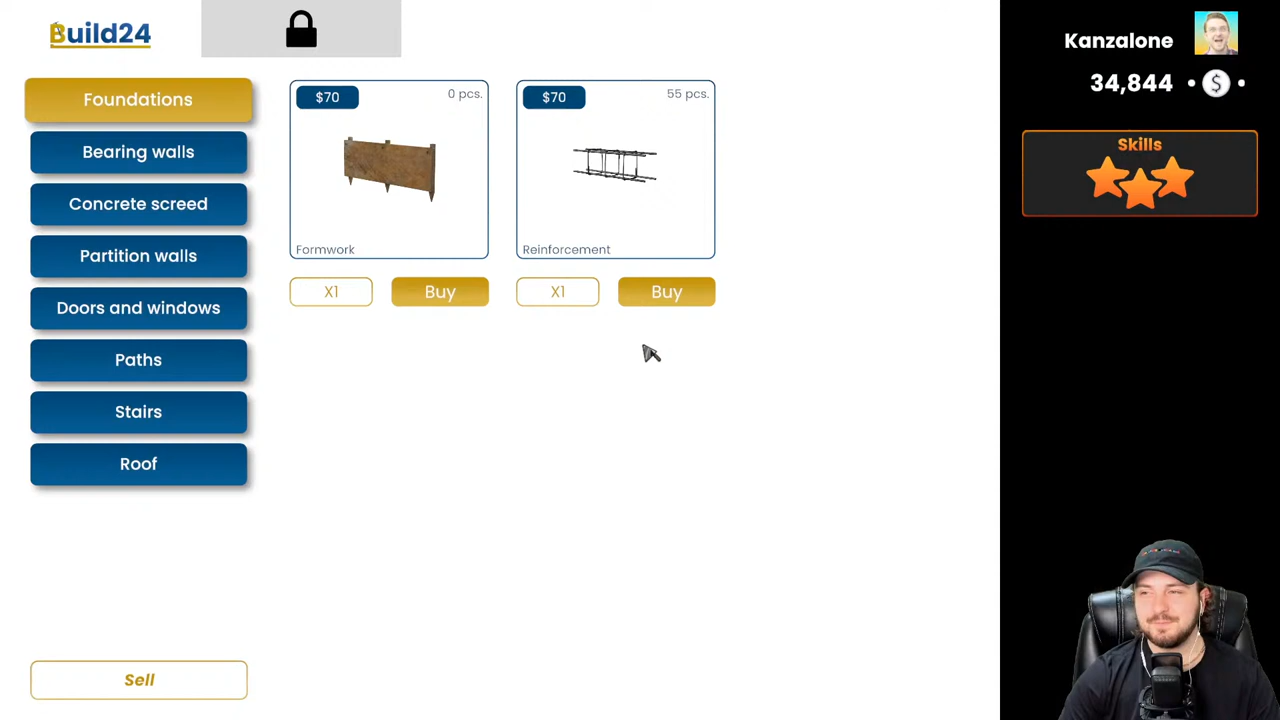 Build24
Kanzalone
34,844
$
Skills
Foundations
Bearing walls
Concrete screed
Partition walls
Doors and windows
Paths
Stairs
Roof
Sell
$70
0 pcs.
Formwork
X1
Buy
$70
55 pcs.
Reinforcement
X1
Buy